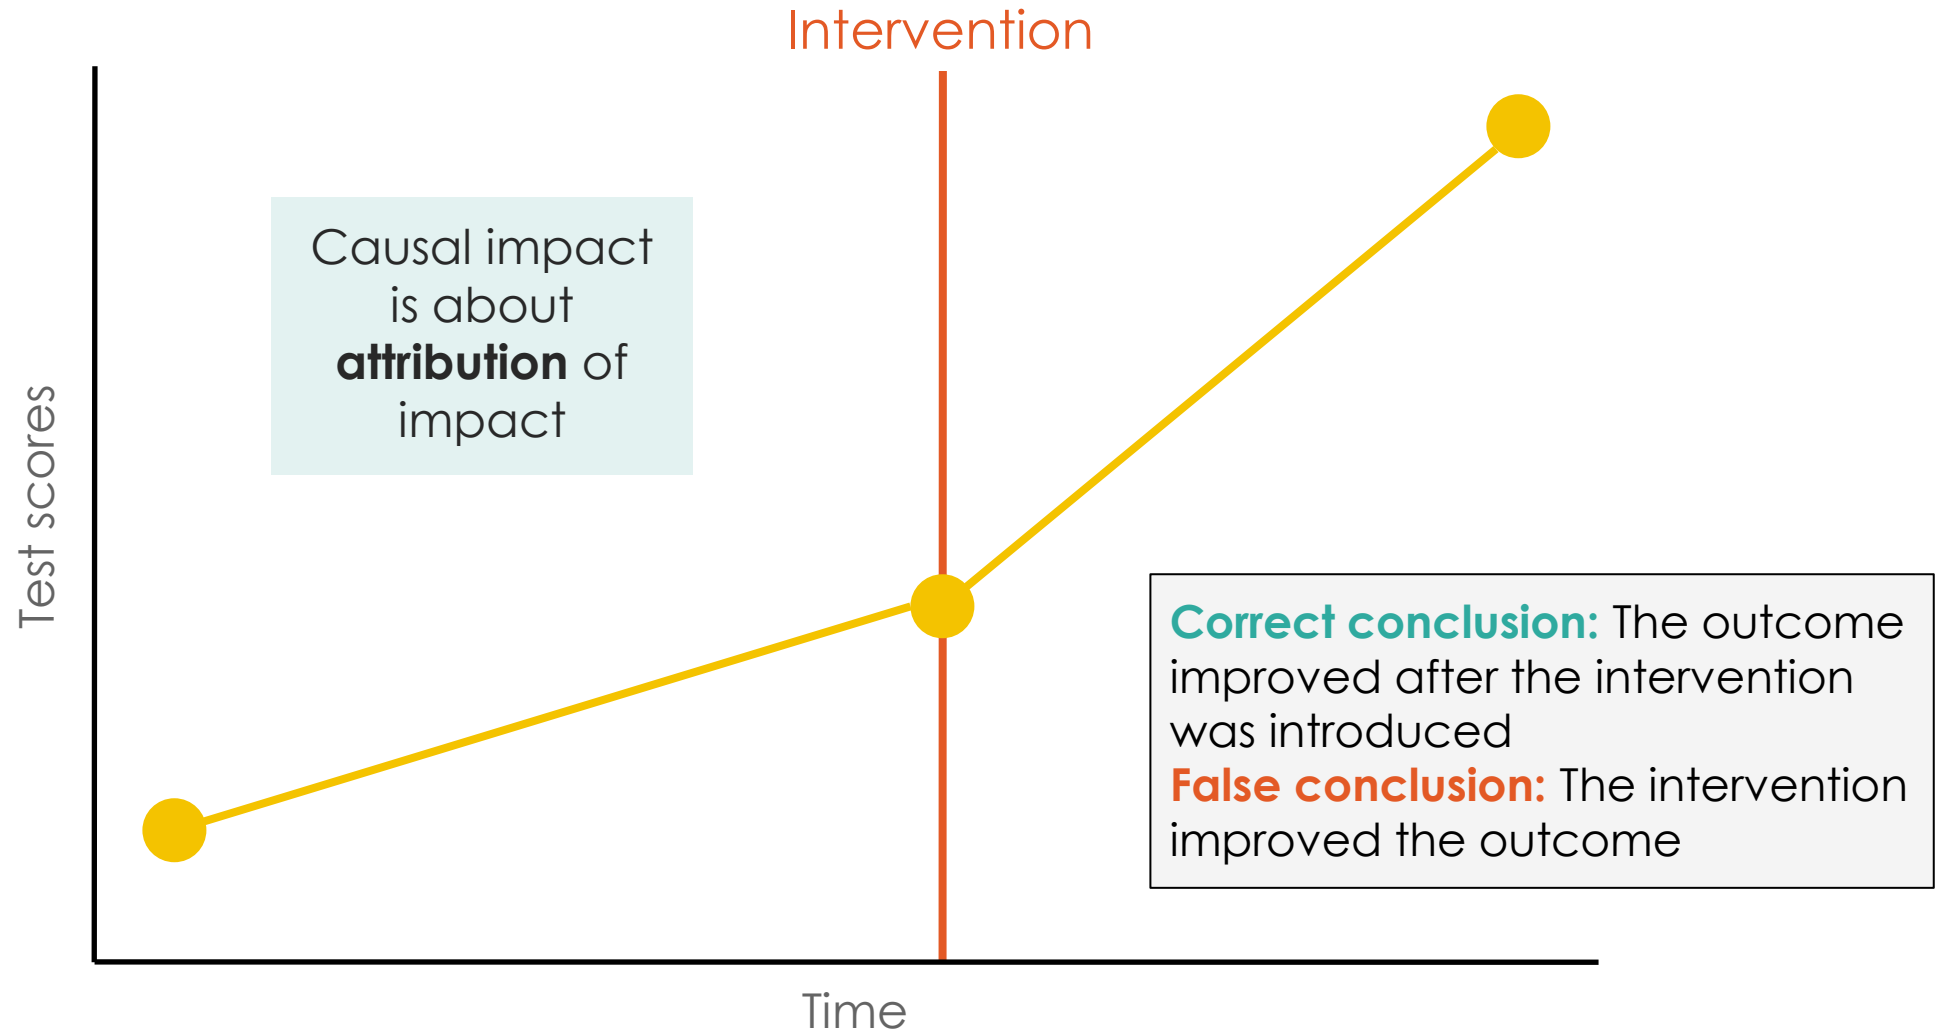 Intervention
Causal impact
is about
attribution of
impact
Test scores
Correct conclusion: The outcome
improved after the intervention
was introduced
False conclusion: The intervention
improved the outcome
Time